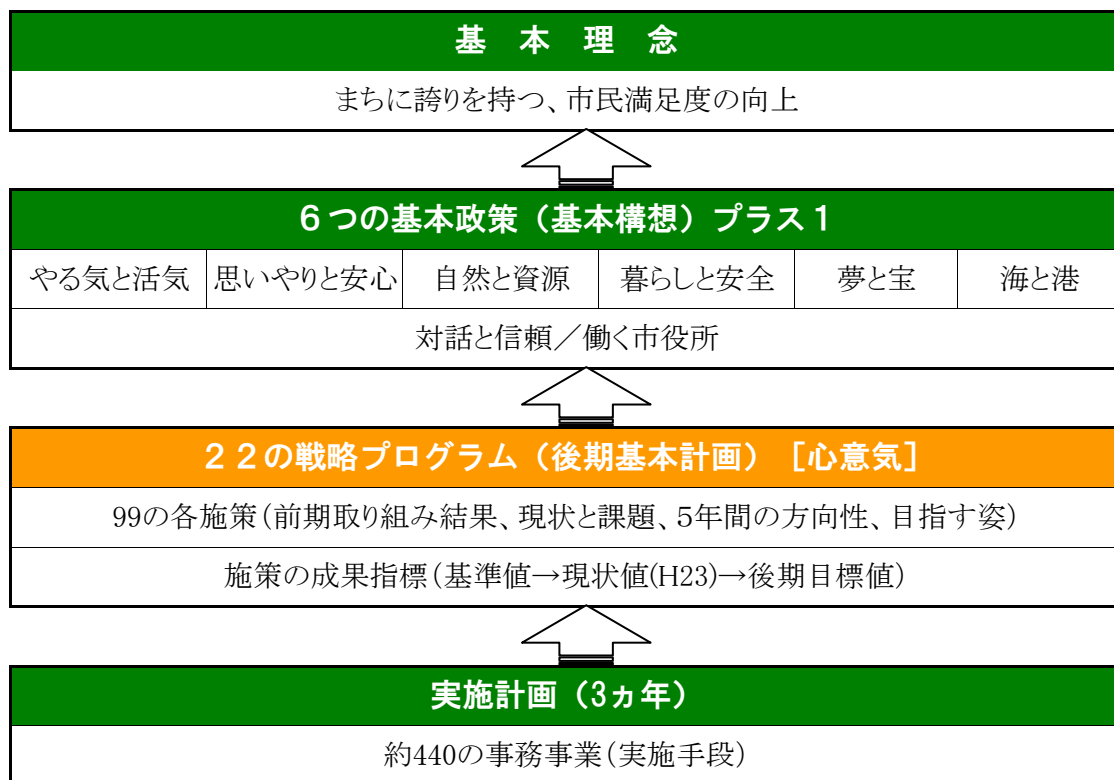 基　本　理　念
まちに誇りを持つ、市民満足度の向上
６つの基本政策（基本構想）プラス１
やる気と活気　思いやりと安心　自然と資源　暮らしと安全　夢と宝　海と港
対話と信頼／働く市役所
２２の戦略プログラム（後期基本計画）［心意気］
99の各施策（前期取り組み結果、現状と課題、５年間の方向性、目指す姿）
施策の成果指標（基準値→現状値(H23)→後期目標値）
実施計画（3ヵ年）
約440の事務事業（実施手段）